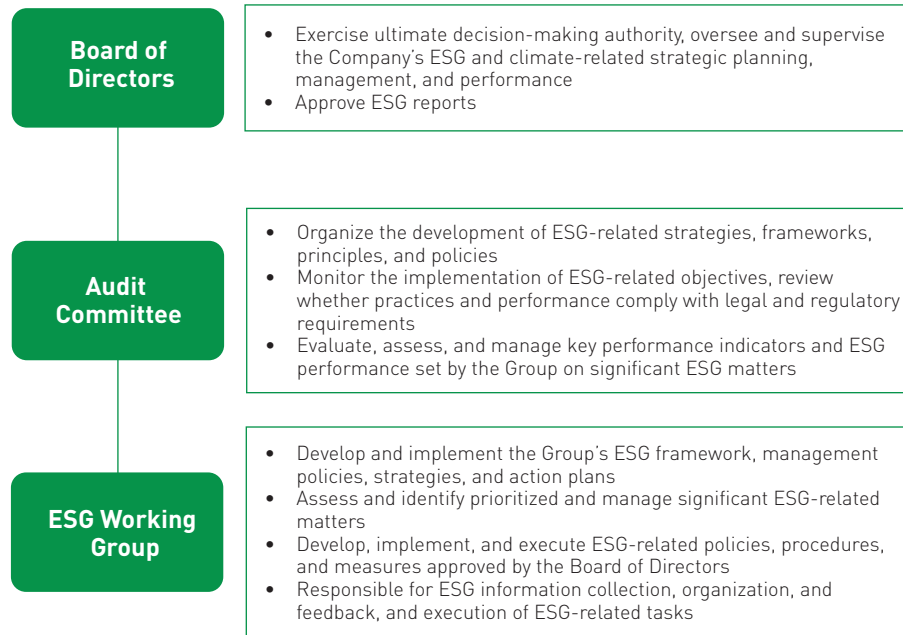 Board of
Directors
• Exercise ultimate decision-making authority, oversee and supervise
the Company's ESG and climate-related strategic planning,
management, and performance
• Approve ESG reports
Audit
Committee
• Organize the development of ESG-related strategies, frameworks,
principles, and policies
• Monitor the implementation of ESG-related objectives, review
whether practices and performance comply with legal and regulatory
requirements
• Evaluate, assess, and manage key performance indicators and ESG
performance set by the Group on significant ESG matters
ESG Working
Group
• Develop and implement the Group's ESG framework, management
policies, strategies, and action plans
• Assess and identify prioritized and manage significant ESG-related
matters
• Develop, implement, and execute ESG-related policies, procedures,
and measures approved by the Board of Directors
• Responsible for ESG information collection, organization, and
feedback, and execution of ESG-related tasks